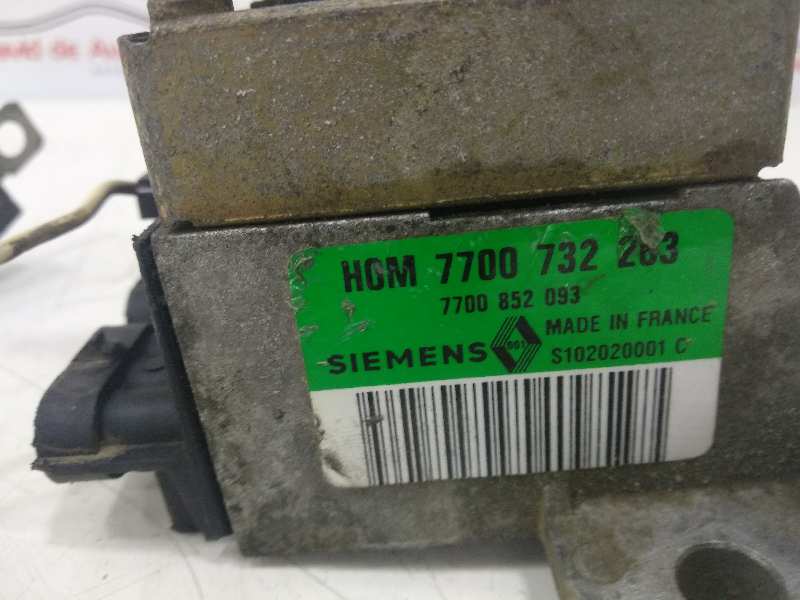 HOM 7700 732 263
7700 852 093
SIEMENS
MADE IN FRANCE
S102020001 C